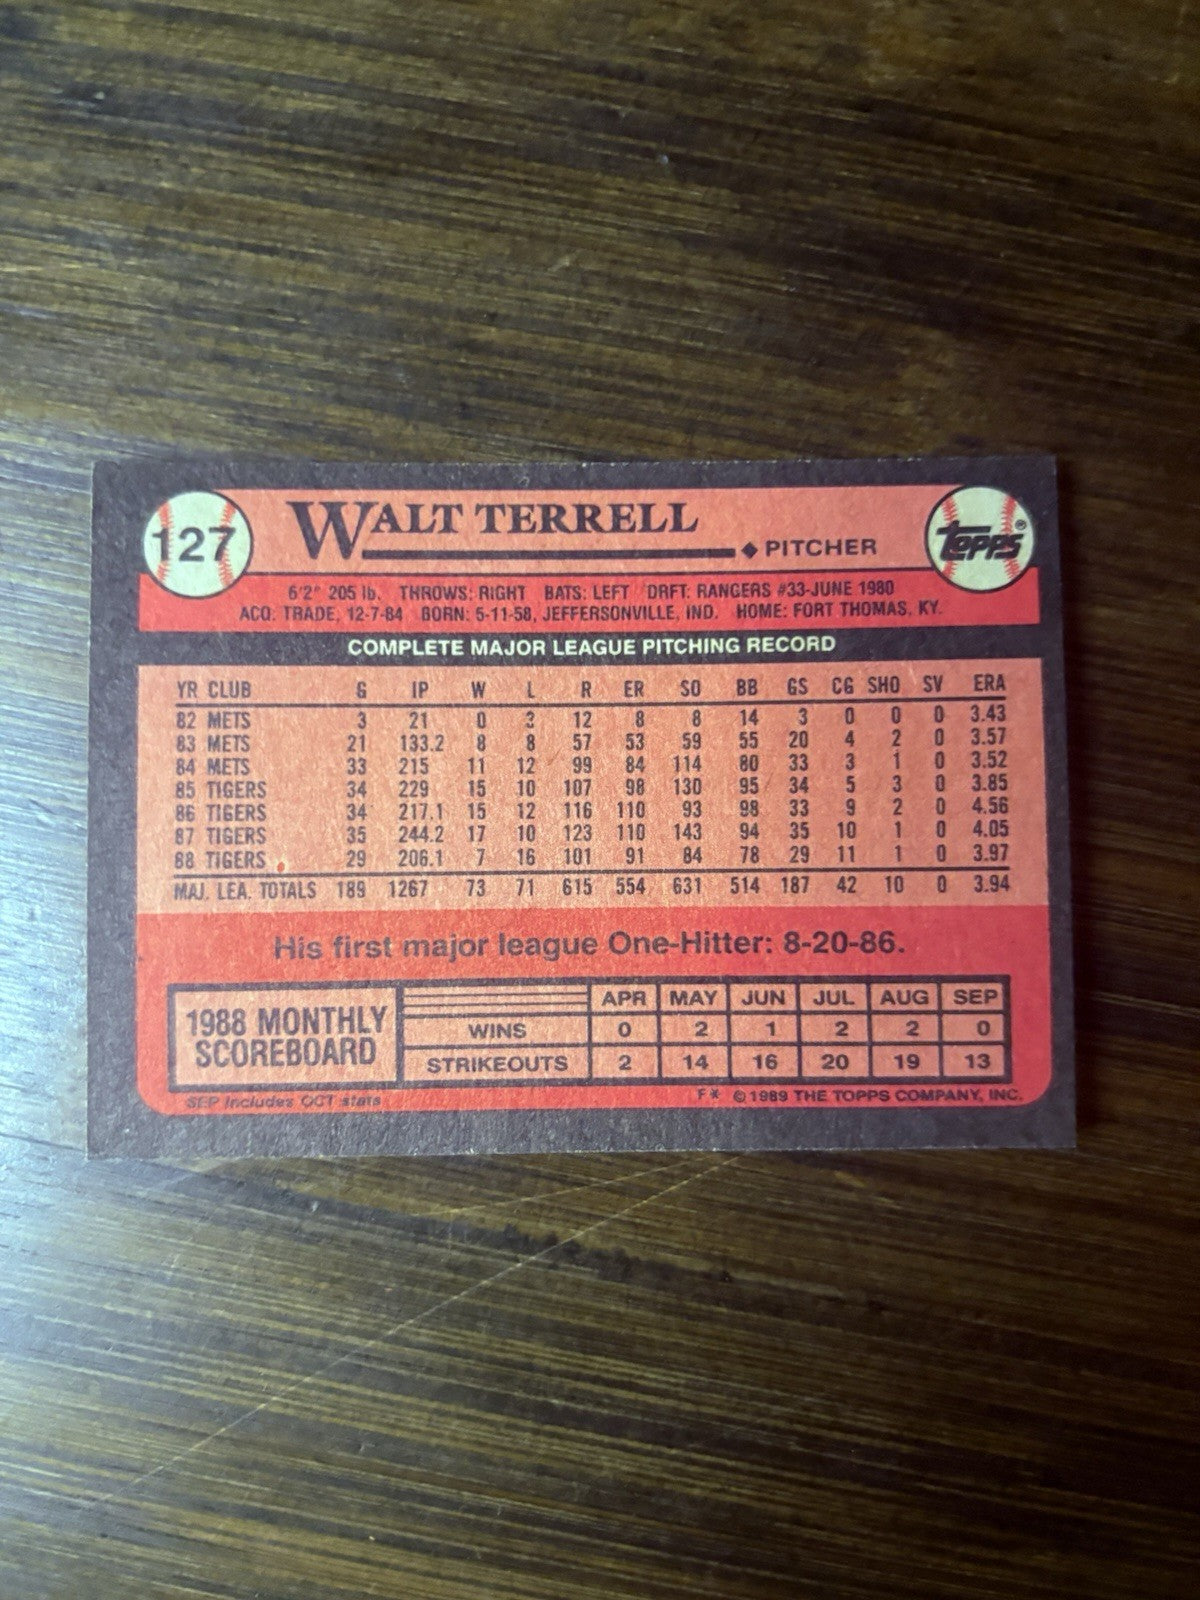 127 WALT TERRELL ◆ PITCHER Topps®
6'2" 205 lb. THROWS: RIGHT BATS: LEFT DRFT: RANGERS #33-JUNE 1980
ACQ: TRADE, 12-7-84 BORN: 5-11-58, JEFFERSONVILLE, IND. HOME: FORT THOMAS, KY.
COMPLETE MAJOR LEAGUE PITCHING RECORD
YR CLUB G IP W L R ER SO BB GS CG SHO SV ERA
82 METS 3 21 0 3 12 8 8 14 3 0 0 0 3.43
83 METS 21 133.2 8 8 57 53 59 55 20 4 2 0 3.57
84 METS 33 215 11 12 99 84 114 80 33 3 1 0 3.52
85 TIGERS 34 229 15 10 107 98 130 95 34 5 3 0 3.85
86 TIGERS 34 217.1 15 12 116 110 93 98 33 9 2 0 4.56
87 TIGERS 35 244.2 17 10 123 110 143 94 35 10 1 0 4.05
88 TIGERS 29 206.1 7 16 101 91 84 78 29 11 1 0 3.97
MAJ. LEA. TOTALS 189 1267 73 71 615 554 631 514 187 42 10 0 3.94
His first major league One-Hitter: 8-20-86.
1988 MONTHLY
SCOREBOARD
APR MAY JUN JUL AUG SEP
WINS 0 2 1 2 2 0
STRIKEOUTS 2 14 16 20 19 13
SEP includes OCT stats F* © 1989 THE TOPPS COMPANY, INC.